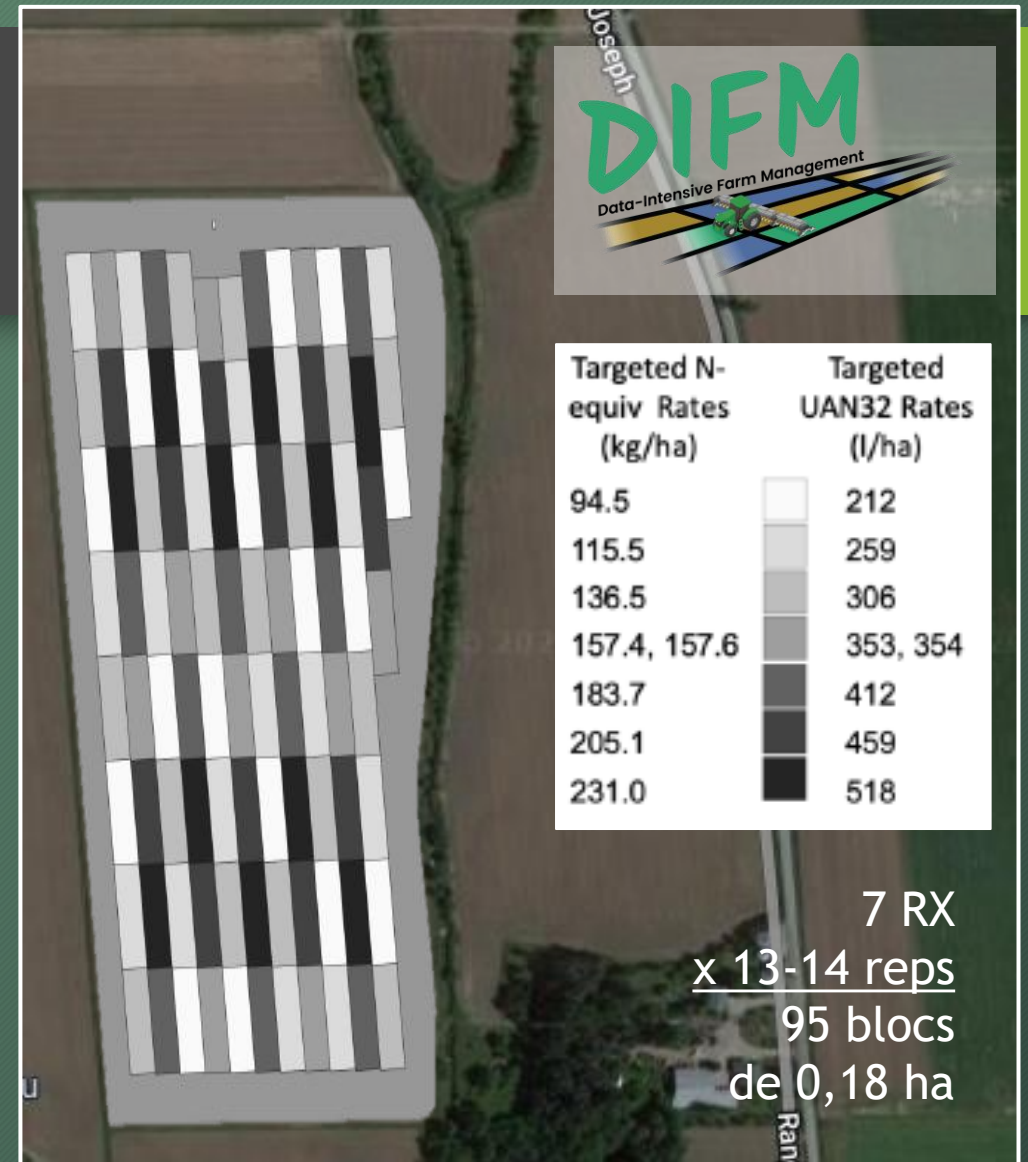 Joseph
DIFM
Data-Intensive Farm Management
Targeted N-
equiv Rates
(kg/ha)
Targeted
UAN32 Rates
(l/ha)
94.5 212
115.5 259
136.5 306
157.4, 157.6 353, 354
183.7 412
205.1 459
231.0 518
7 RX
x 13-14 reps
95 blocs
de 0,18 ha